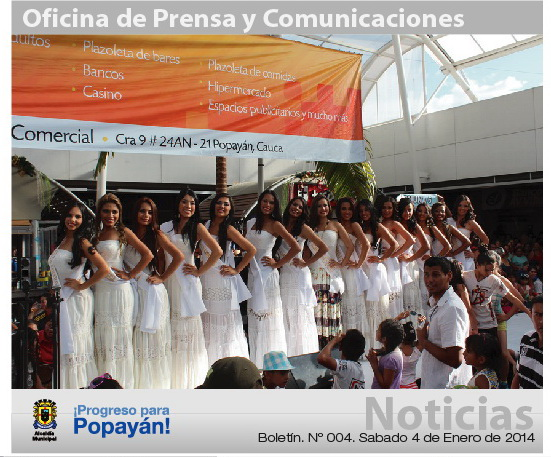 Oficina de Prensa y Comunicaciones
Plazoleta de bares
Plazoleta de comidas
Bancos
Hipermercado
Casino
Espacios publicitarios y mucho más
Comercial • Cra 9 # 24AN - 21 Popayán, Cauca
Noticias
Alcaldía
Municipal
¡Progreso para
Popayán!
Boletín. Nº 004. Sabado 4 de Enero de 2014